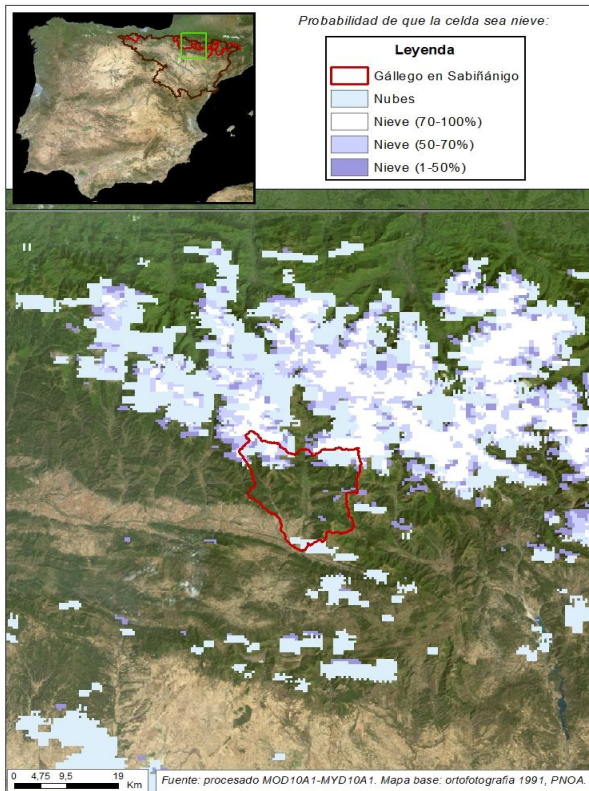 Probabilidad de que la celda sea nieve:
Leyenda
Gállego en Sabiñánigo
Nubes
Nieve (70-100%)
Nieve (50-70%)
Nieve (1-50%)
0 4,75 9,5 19
Km
Fuente: procesado MOD10A1-MYD10A1. Mapa base: ortofotografia 1991, PNOA.